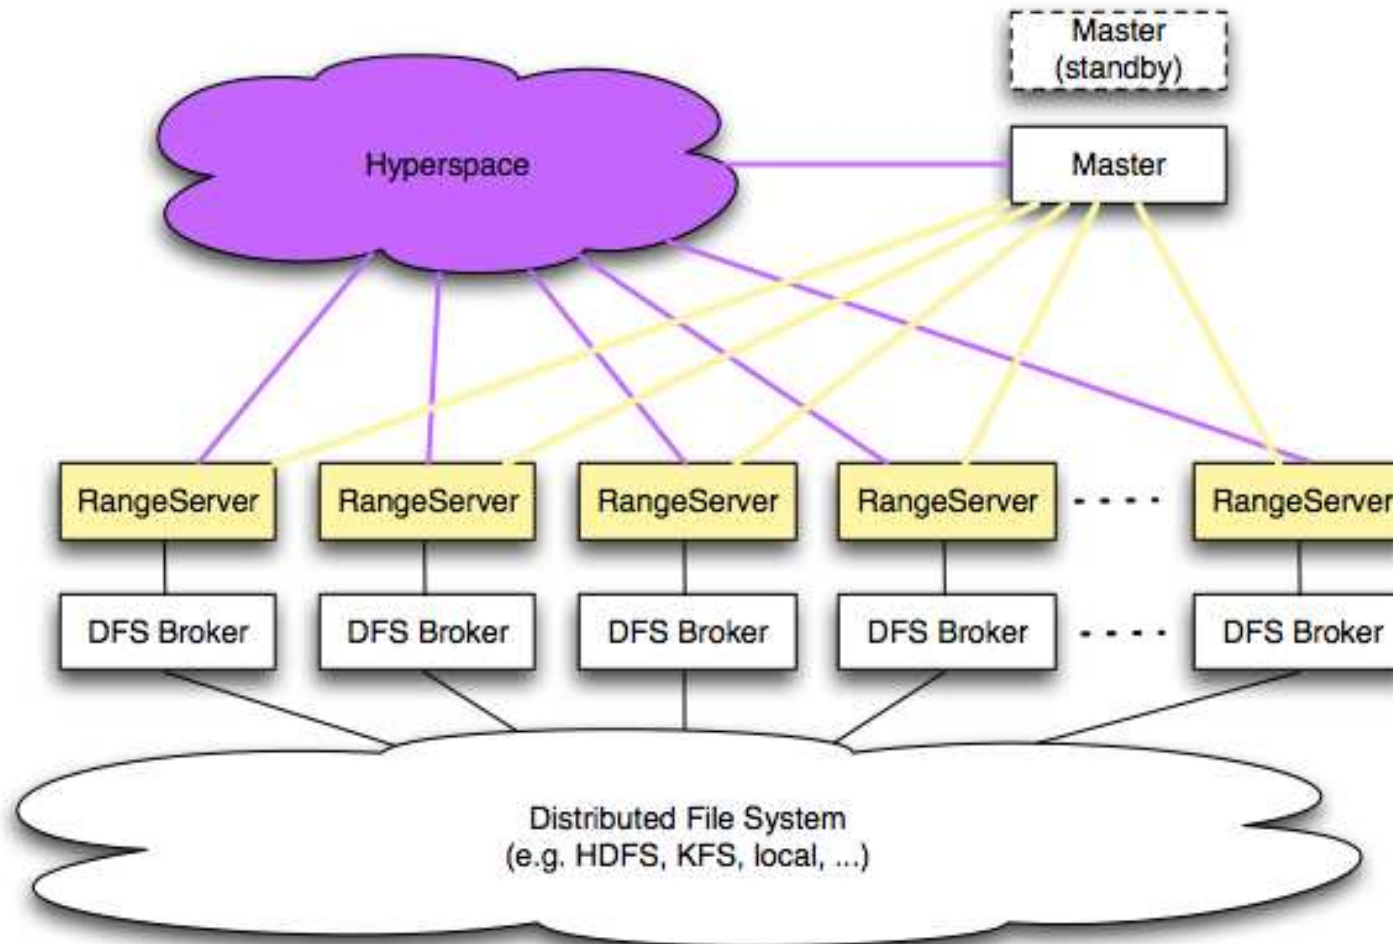 Master
(standby)
Hyperspace
Master
RangeServer
RangeServer
RangeServer
RangeServer
RangeServer
DFS Broker
DFS Broker
DFS Broker
DFS Broker
DFS Broker
Distributed File System
(e.g. HDFS, KFS, local, ...)